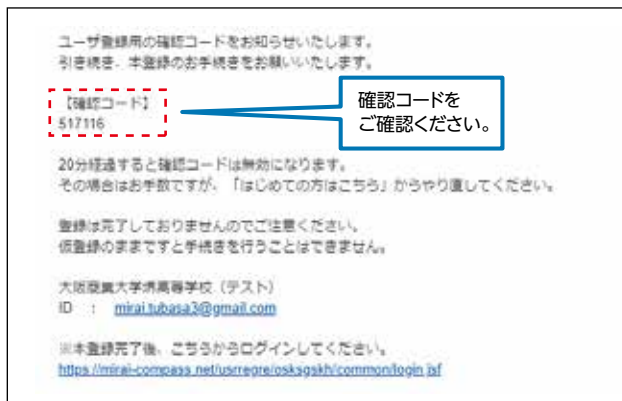 ユーザ登録用の確認コードをお知らせいたします。
引き続き、本登録のお手続きをお願いいたします。
【確認コード】
517116
確認コードを
ご確認ください。
20分経過すると確認コードは無効になります。
その場合はお手数ですが、「はじめての方はこちら」からやり直してください。
登録は完了しておりませんのでご注意ください。
仮登録のままですと手続きを行うことはできません。
大阪商業大学堺高等学校（テスト）
ID ： mirai.tubasa3@gmail.com
※本登録完了後、こちらからログインしてください。
https://mirai-compass.net/usrregre/osksgskh/common/login.jsf